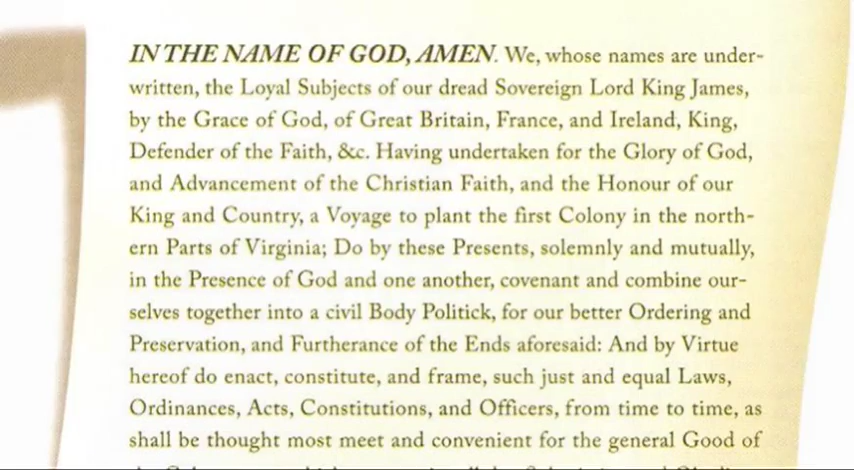 IN THE NAME OF GOD, AMEN. We, whose names are under-
written, the Loyal Subjects of our dread Sovereign Lord King James,
by the Grace of God, of Great Britain, France, and Ireland, King,
Defender of the Faith, &c. Having undertaken for the Glory of God,
and Advancement of the Christian Faith, and the Honour of our
King and Country, a Voyage to plant the first Colony in the north-
ern Parts of Virginia; Do by these Presents, solemnly and mutually,
in the Presence of God and one another, covenant and combine our-
selves together into a civil Body Politick, for our better Ordering and
Preservation, and Furtherance of the Ends aforesaid: And by Virtue
hereof do enact, constitute, and frame, such just and equal Laws,
Ordinances, Acts, Constitutions, and Officers, from time to time, as
shall be thought most meet and convenient for the general Good of